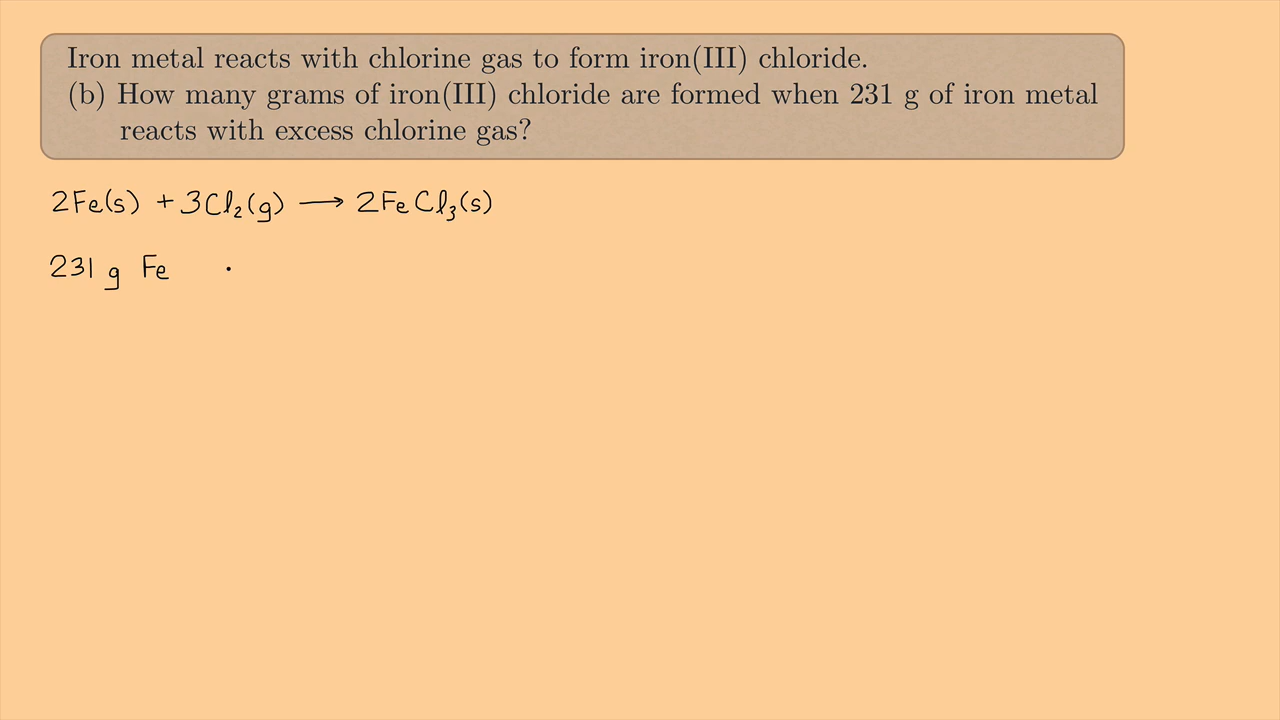 Iron metal reacts with chlorine gas to form iron(III) chloride.
(b) How many grams of iron(III) chloride are formed when 231 g of iron metal
reacts with excess chlorine gas?
2Fe(s) + 3Cl₂(g) ⟶ 2FeCl₃(s)
231 g Fe ·